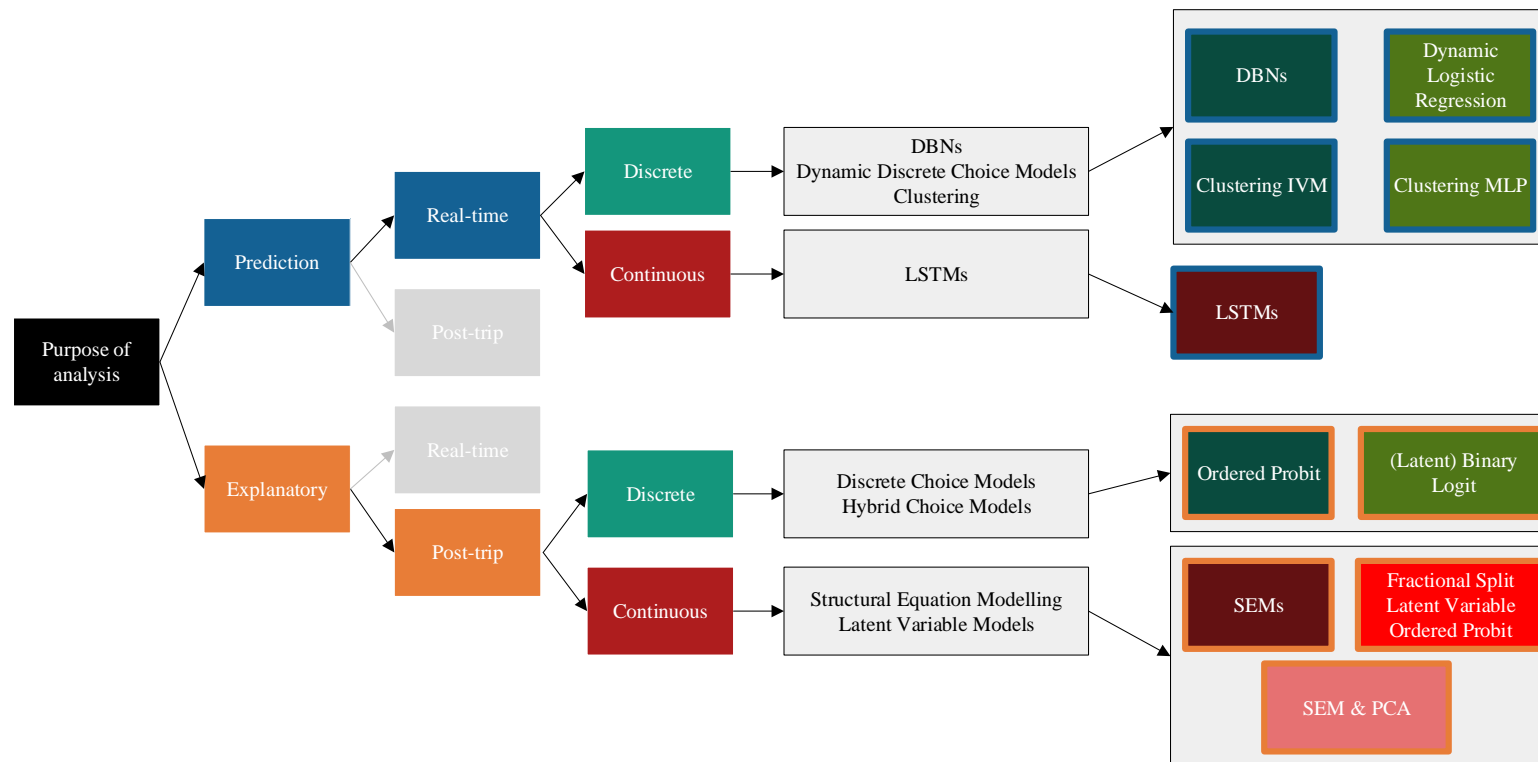 Purpose of
analysis
Prediction
Explanatory
Real-time
Post-trip
Real-time
Post-trip
Discrete
Continuous
Discrete
Continuous
DBNs
Dynamic Discrete Choice Models
Clustering
LSTMs
Discrete Choice Models
Hybrid Choice Models
Structural Equation Modelling
Latent Variable Models
DBNs
Dynamic
Logistic
Regression
Clustering IVM
Clustering MLP
LSTMs
Ordered Probit
(Latent) Binary
Logit
SEMs
Fractional Split
Latent Variable
Ordered Probit
SEM & PCA